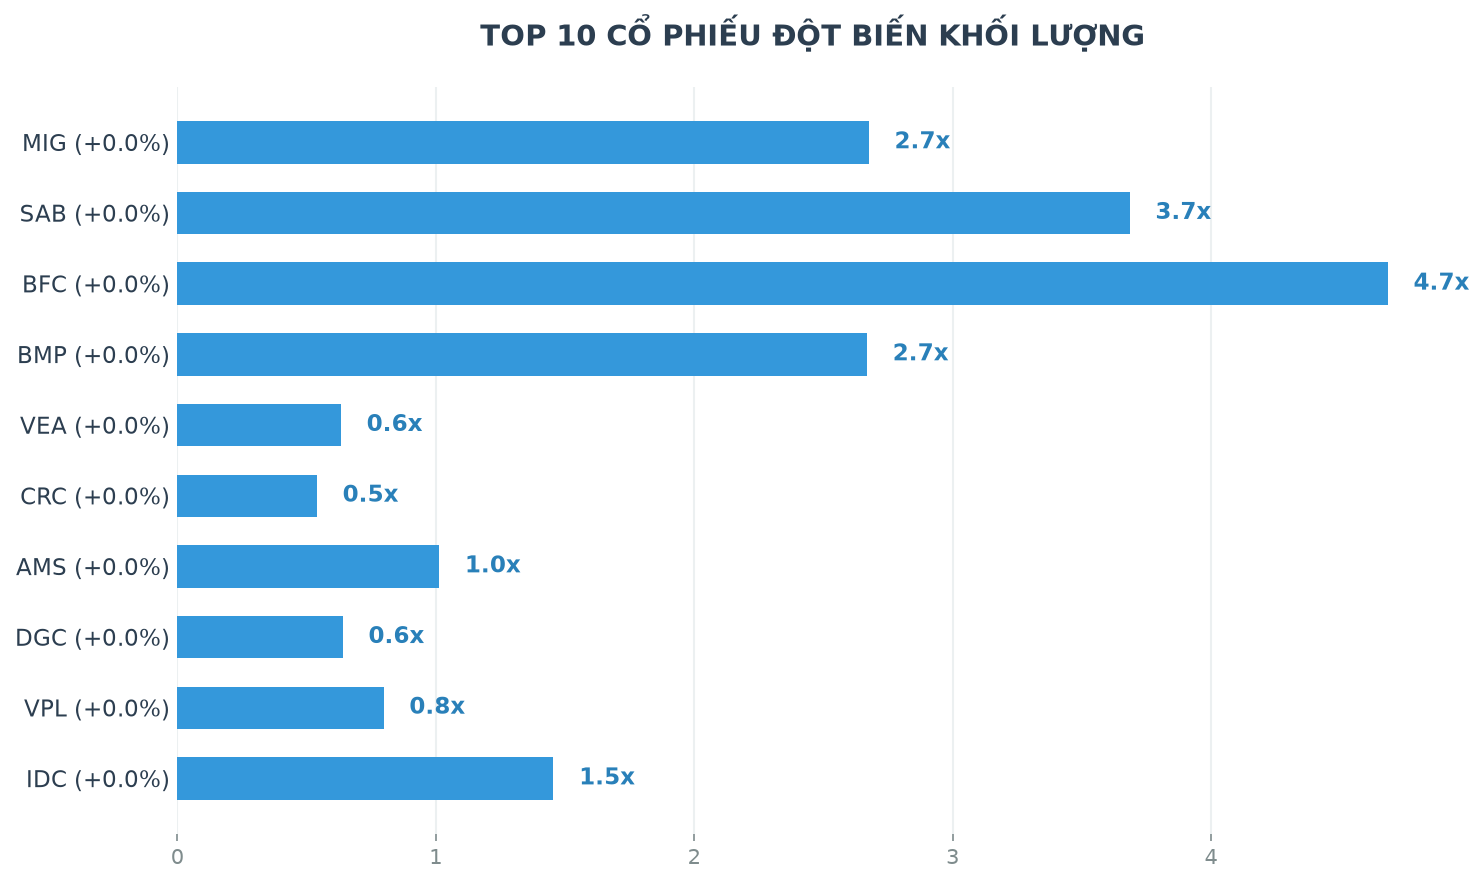 TOP 10 CỔ PHIẾU ĐỘT BIẾN KHỐI LƯỢNG
MIG (+0.0%) 2.7x
SAB (+0.0%) 3.7x
BFC (+0.0%) 4.7x
BMP (+0.0%) 2.7x
VEA (+0.0%) 0.6x
CRC (+0.0%) 0.5x
AMS (+0.0%) 1.0x
DGC (+0.0%) 0.6x
VPL (+0.0%) 0.8x
IDC (+0.0%) 1.5x
0 1 2 3 4